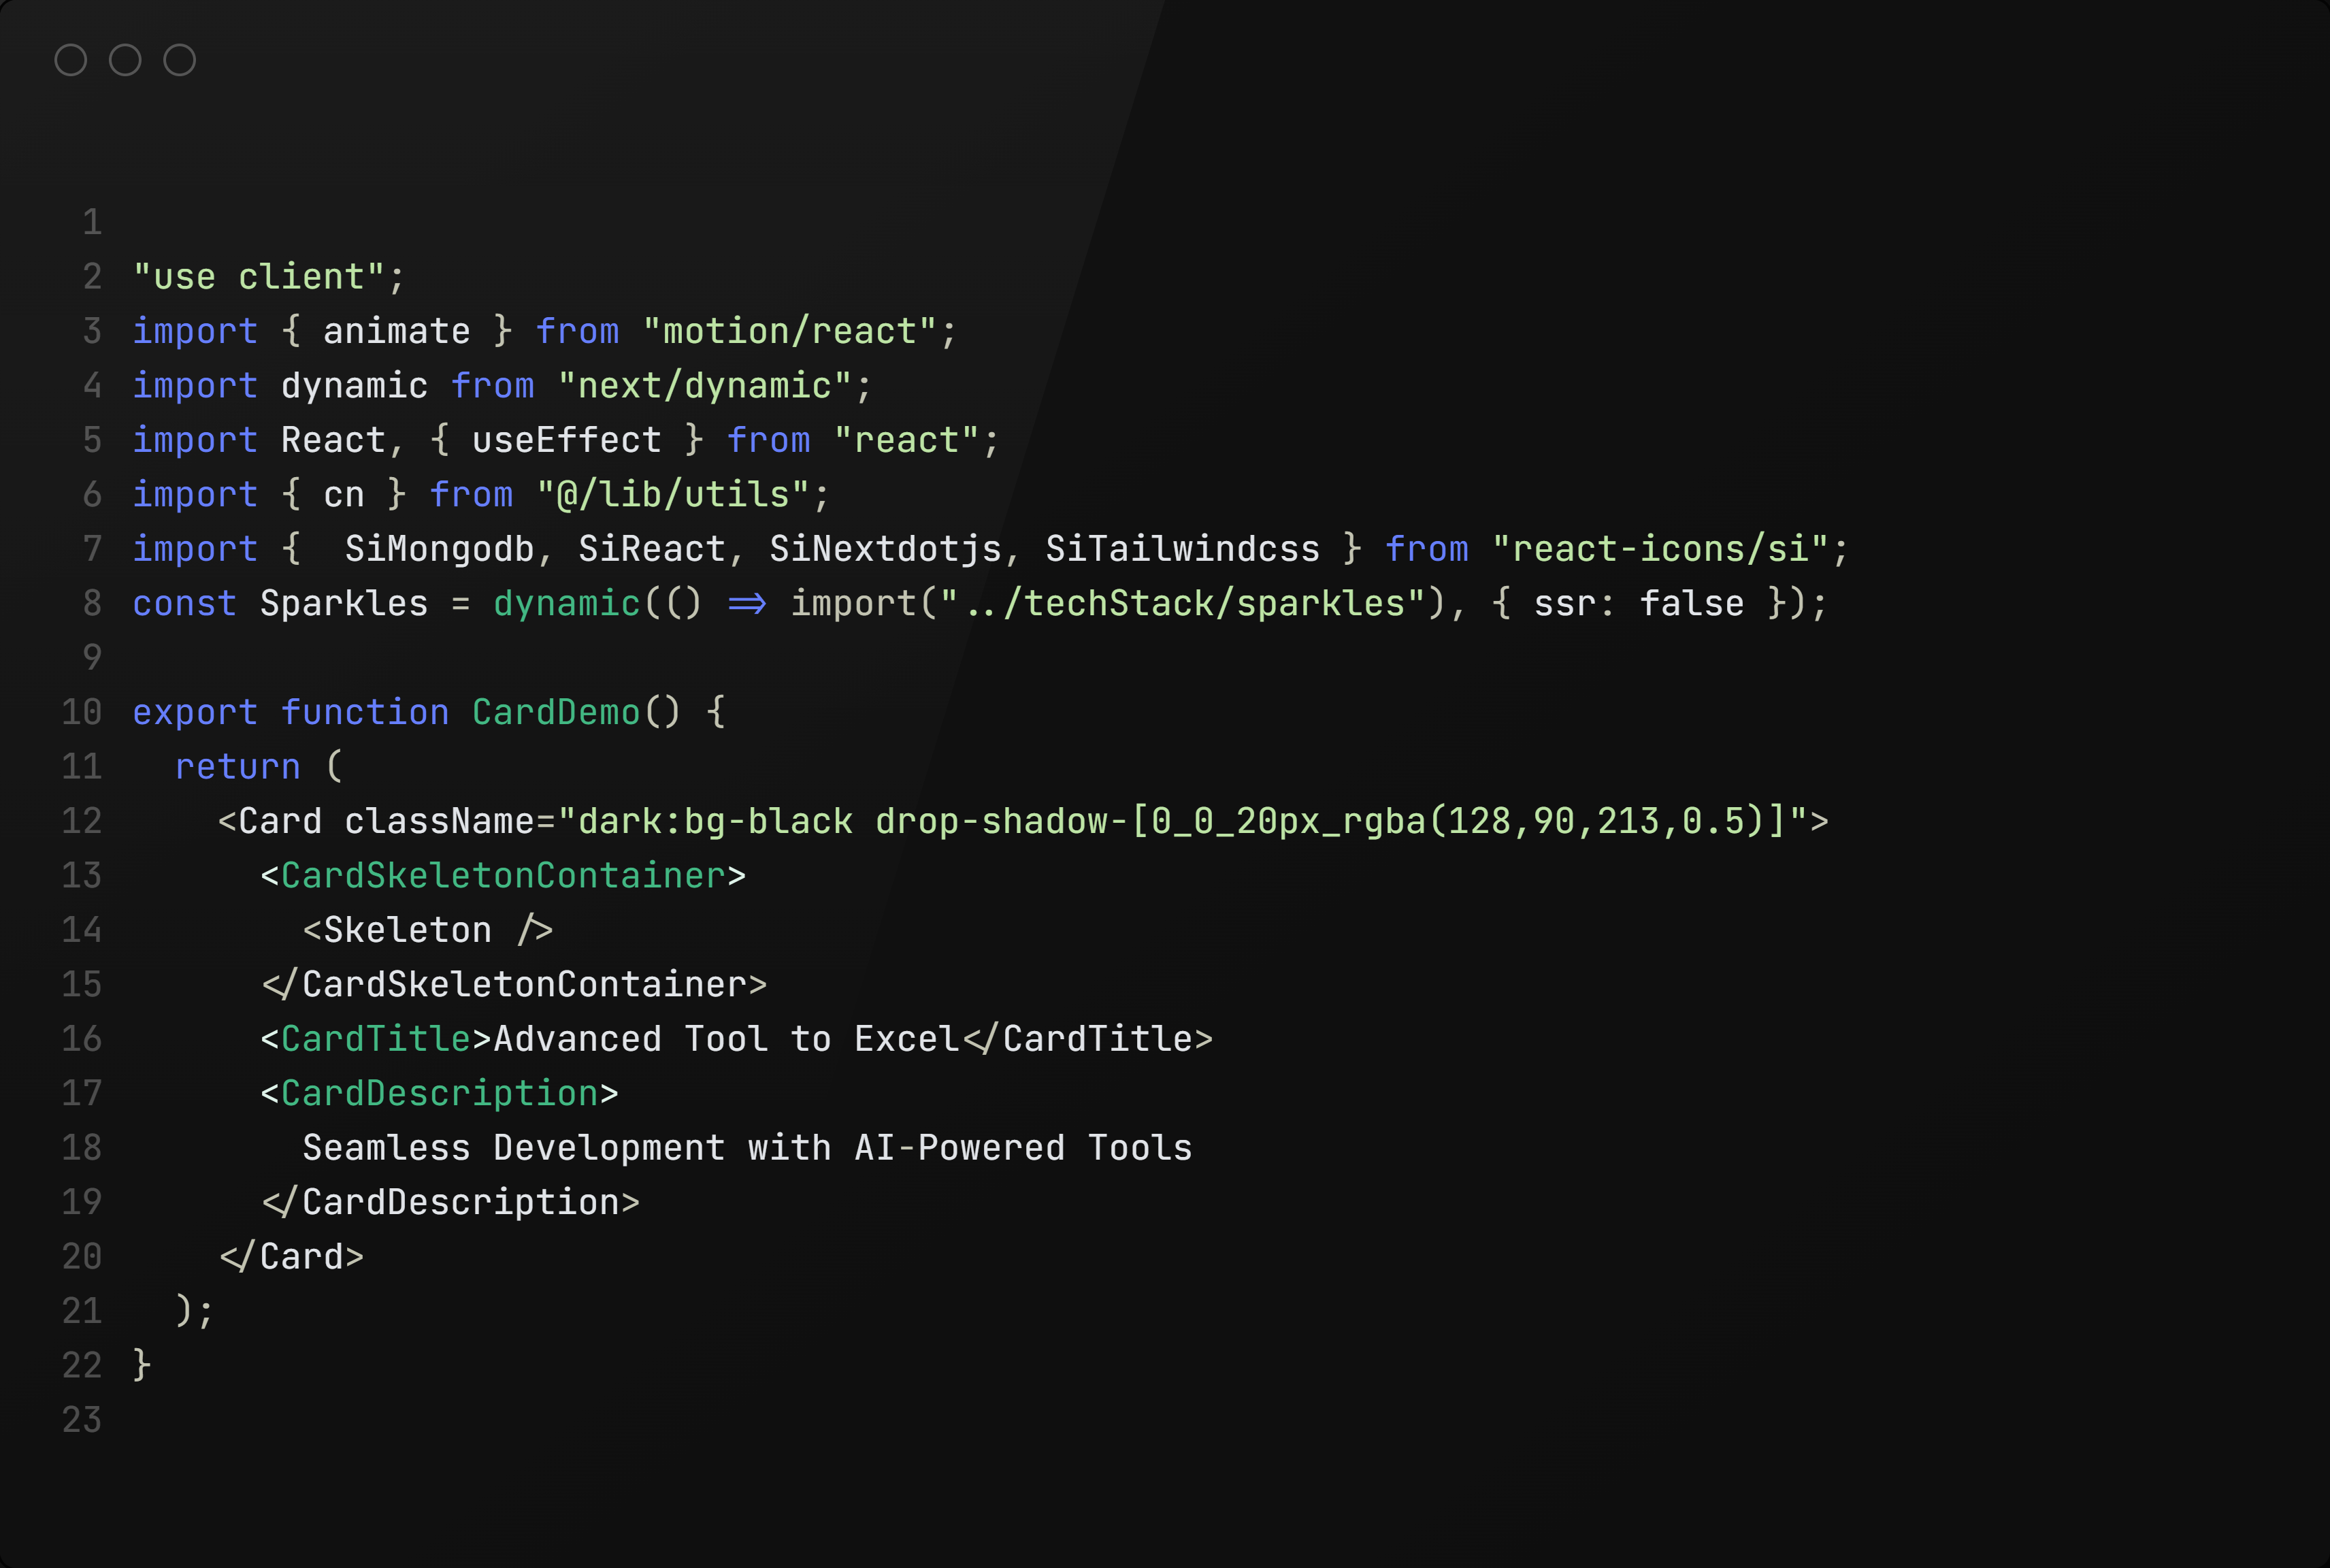 1
2 "use client";
3 import { animate } from "motion/react";
4 import dynamic from "next/dynamic";
5 import React, { useEffect } from "react";
6 import { cn } from "@/lib/utils";
7 import {  SiMongodb, SiReact, SiNextdotjs, SiTailwindcss } from "react-icons/si";
8 const Sparkles = dynamic(() => import("../techStack/sparkles"), { ssr: false });
9
10 export function CardDemo() {
11   return (
12     <Card className="dark:bg-black drop-shadow-[0_0_20px_rgba(128,90,213,0.5)]">
13       <CardSkeletonContainer>
14         <Skeleton />
15       </CardSkeletonContainer>
16       <CardTitle>Advanced Tool to Excel</CardTitle>
17       <CardDescription>
18         Seamless Development with AI-Powered Tools
19       </CardDescription>
20     </Card>
21   );
22 }
23